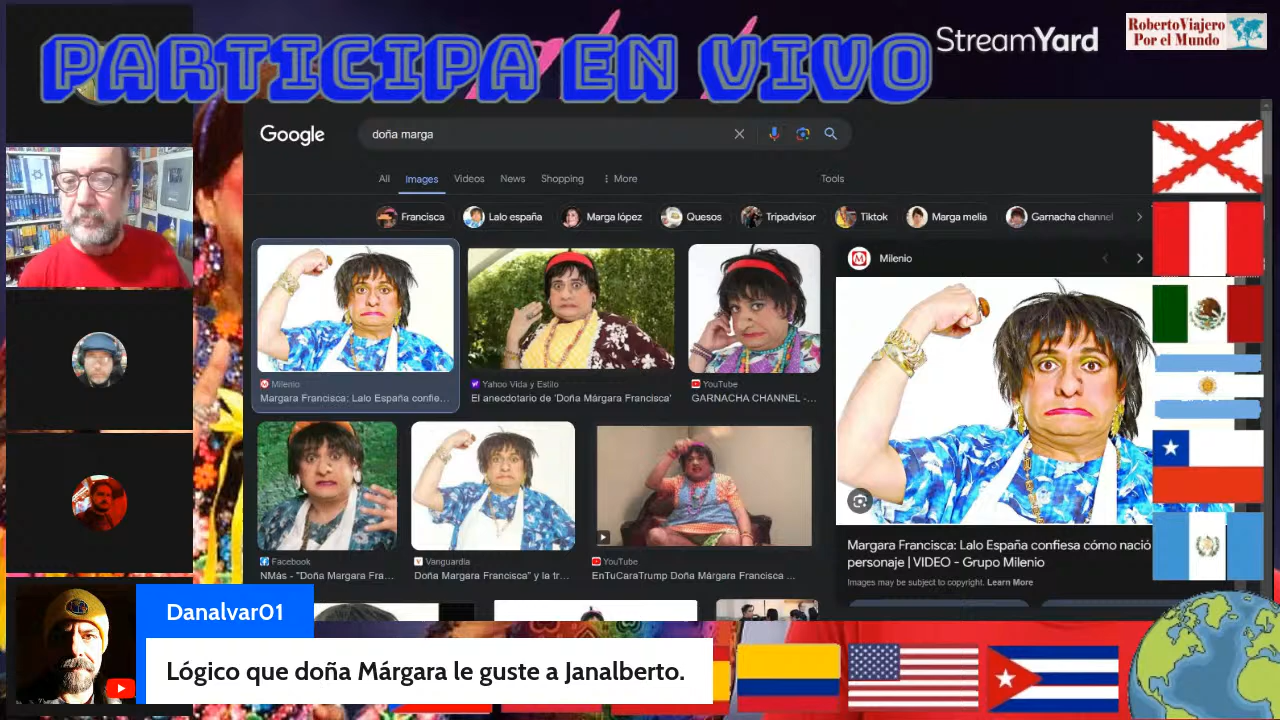 PARTICIPA EN VIVO
StreamYard
RobertoViajero
Por el Mundo
Google
doña marga
All
Images
Videos
News
Shopping
More
Tools
Francisca
Lalo españa
Marga lópez
Quesos
Tripadvisor
Tiktok
Marga melia
Garnacha channel
Milenio
Margara Francisca: Lalo España confie...
Yahoo Vida y Estilo
El anecdotario de 'Doña Márgara Francisca'
YouTube
GARNACHA CHANNEL -...
Facebook
NMás - "Doña Margara Fra...
Vanguardia
Doña Margara Francisca" y la tr...
YouTube
EnTuCaraTrump Doña Márgara Francisca ...
Milenio
Margara Francisca: Lalo España confiesa cómo nació
personaje | VIDEO - Grupo Milenio
Images may be subject to copyright. Learn More
Danalvar01
Lógico que doña Márgara le guste a Janalberto.